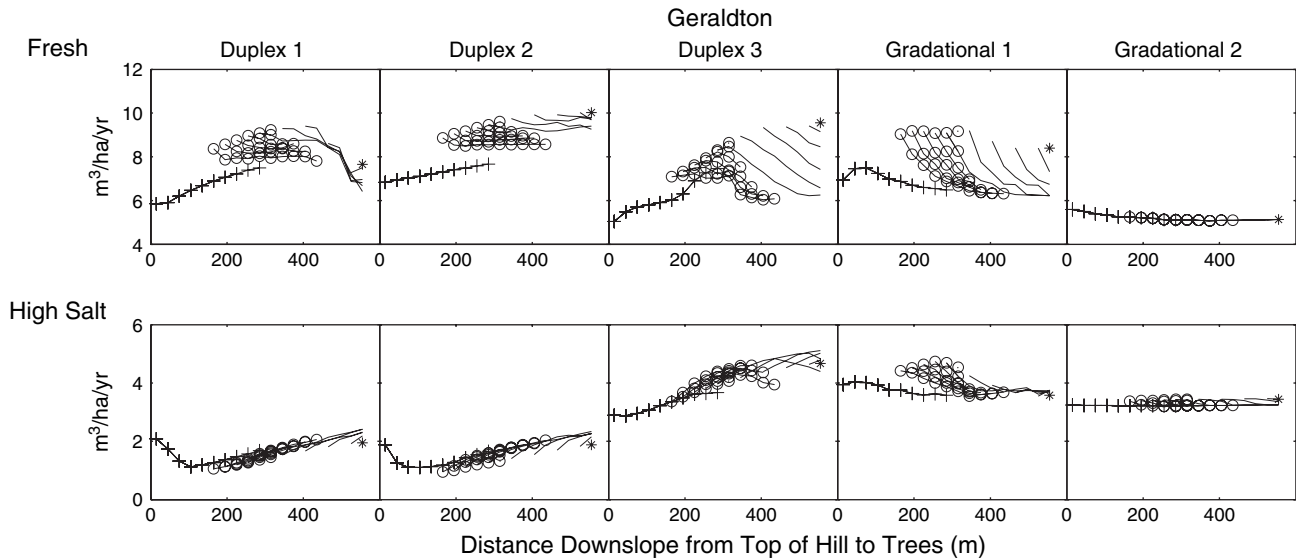 Geraldton
Fresh
Duplex 1 Duplex 2 Duplex 3 Gradational 1 Gradational 2
12
10
8
6
4
m³/ha/yr
0 200 400 0 200 400 0 200 400 0 200 400 0 200 400
High Salt
6
4
2
0
m³/ha/yr
0 200 400 0 200 400 0 200 400 0 200 400 0 200 400
Distance Downslope from Top of Hill to Trees (m)